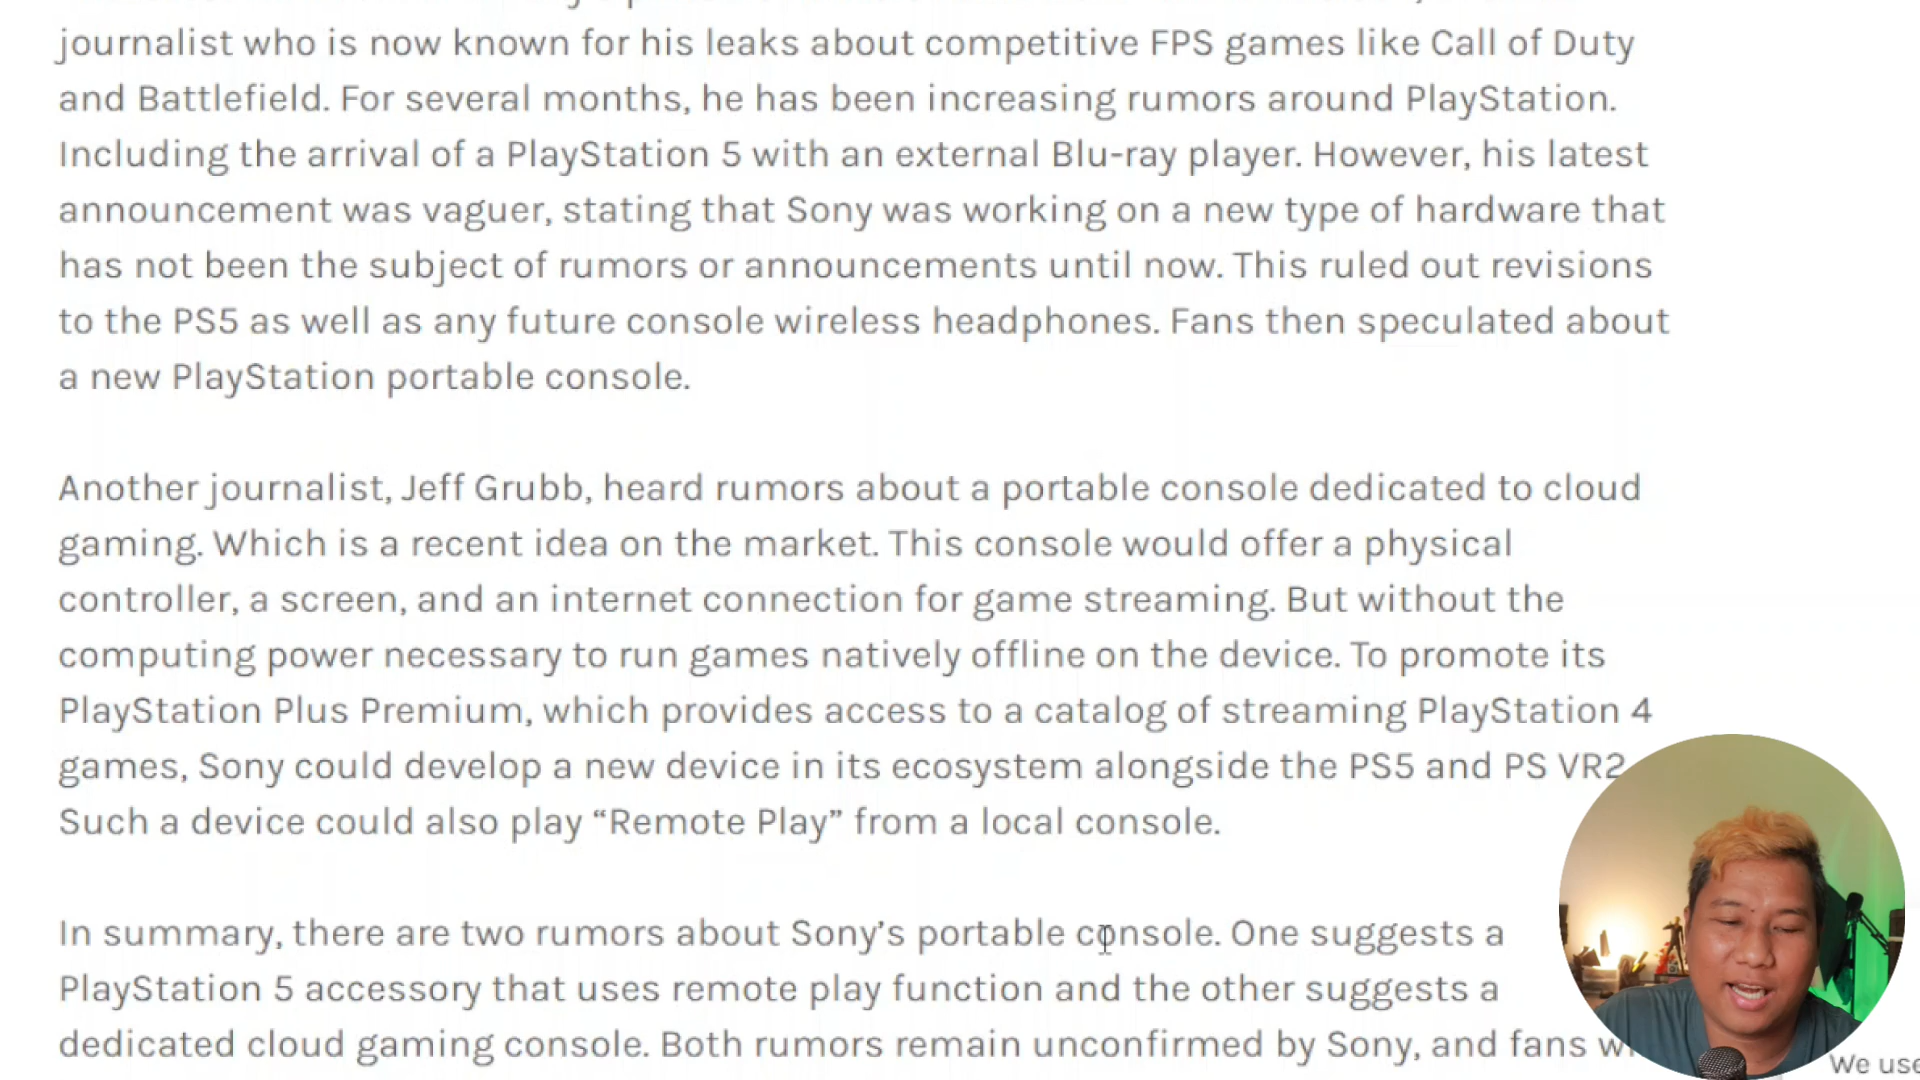 journalist who is now known for his leaks about competitive FPS games like Call of Duty
and Battlefield. For several months, he has been increasing rumors around PlayStation.
Including the arrival of a PlayStation 5 with an external Blu-ray player. However, his latest
announcement was vaguer, stating that Sony was working on a new type of hardware that
has not been the subject of rumors or announcements until now. This ruled out revisions
to the PS5 as well as any future console wireless headphones. Fans then speculated about
a new PlayStation portable console.
Another journalist, Jeff Grubb, heard rumors about a portable console dedicated to cloud
gaming. Which is a recent idea on the market. This console would offer a physical
controller, a screen, and an internet connection for game streaming. But without the
computing power necessary to run games natively offline on the device. To promote its
PlayStation Plus Premium, which provides access to a catalog of streaming PlayStation 4
games, Sony could develop a new device in its ecosystem alongside the PS5 and PS VR2
Such a device could also play “Remote Play” from a local console.
In summary, there are two rumors about Sony’s portable console. One suggests a
PlayStation 5 accessory that uses remote play function and the other suggests a
dedicated cloud gaming console. Both rumors remain unconfirmed by Sony, and fans
We use